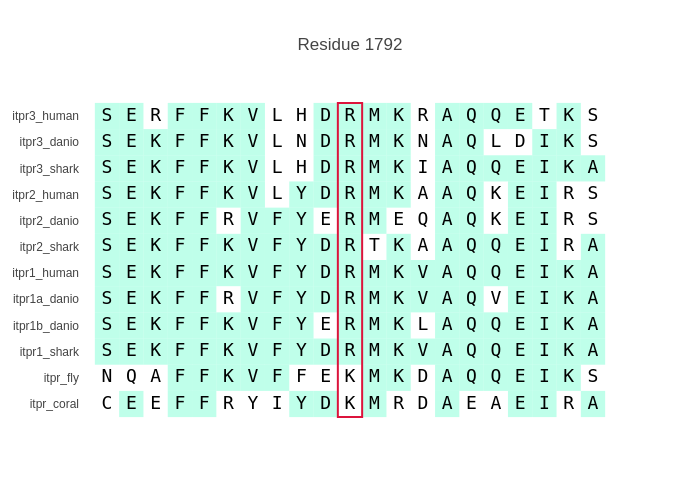 Residue 1792
itpr3_human S E R F F K V L H D R M K R A Q Q E T K S
itpr3_danio S E K F F K V L N D R M K N A Q L D I K S
itpr3_shark S E K F F K V L H D R M K I A Q Q E I K A
itpr2_human S E K F F K V L Y D R M K A A Q K E I R S
itpr2_danio S E K F F R V F Y E R M E Q A Q K E I R S
itpr2_shark S E K F F K V F Y D R T K A A Q Q E I R A
itpr1_human S E K F F K V F Y D R M K V A Q Q E I K A
itpr1a_danio S E K F F R V F Y D R M K V A Q V E I K A
itpr1b_danio S E K F F K V F Y E R M K L A Q Q E I K A
itpr1_shark S E K F F K V F Y D R M K V A Q Q E I K A
itpr_fly N Q A F F K V F F E K M K D A Q Q E I K S
itpr_coral C E E F F R Y I Y D K M R D A E A E I R A